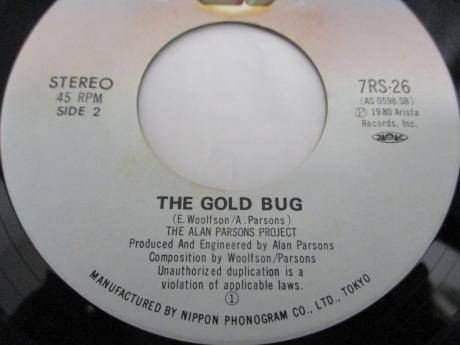 STEREO
45 RPM
SIDE 2
7RS-26
(AS 0598-SB)
Ⓟ 1980 Arista
Records, Inc.
THE GOLD BUG
(E. Woolfson/A. Parsons)
THE ALAN PARSONS PROJECT
Produced And Engineered by Alan Parsons
Composition by Woolfson/Parsons
Unauthorized duplication is a
violation of applicable laws.
①
MANUFACTURED BY NIPPON PHONOGRAM CO., LTD., TOKYO